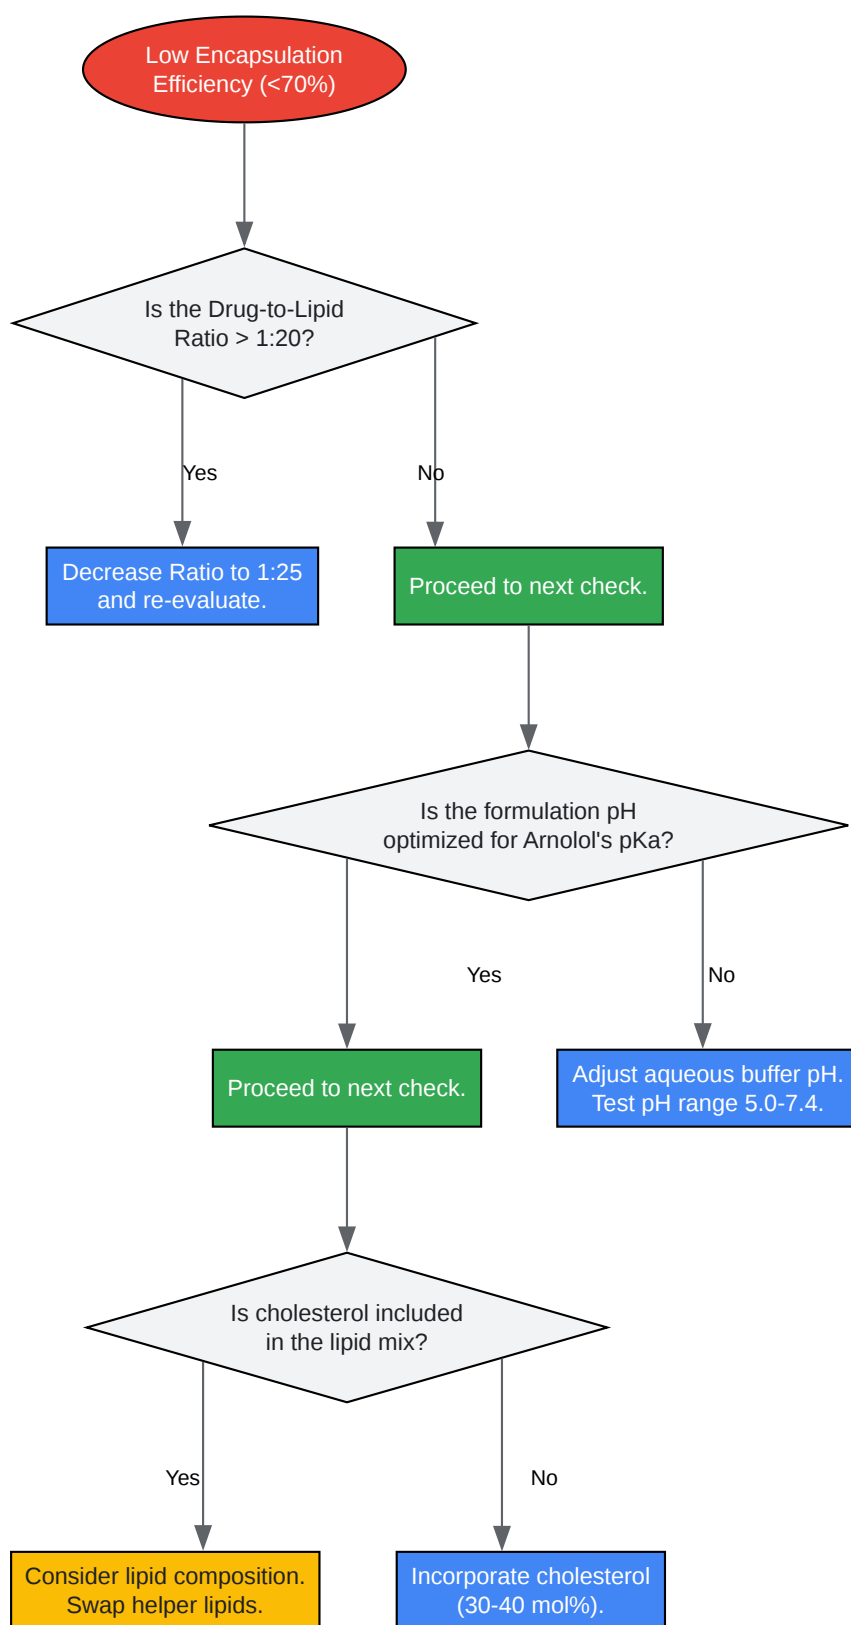 Low Encapsulation
Efficiency (<70%)
Is the Drug-to-Lipid
Ratio > 1:20?
Yes
No
Decrease Ratio to 1:25
and re-evaluate.
Proceed to next check.
Is the formulation pH
optimized for Arnolol's pKa?
Yes
No
Proceed to next check.
Adjust aqueous buffer pH.
Test pH range 5.0-7.4.
Is cholesterol included
in the lipid mix?
Yes
No
Consider lipid composition.
Swap helper lipids.
Incorporate cholesterol
(30-40 mol%).